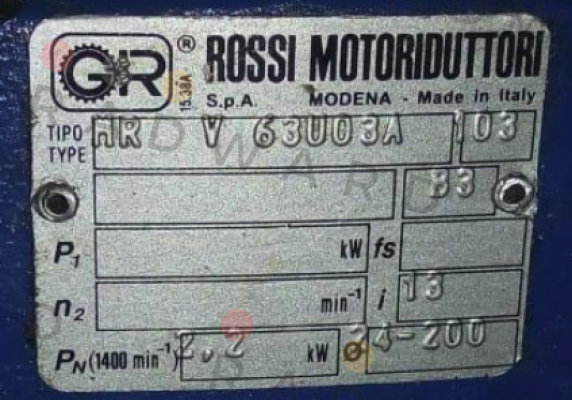 GR ® ROSSI MOTORIDUTTORI
15.38A S.p.A. MODENA - Made in Italy
TIPO
TYPE MR V 63U03A 103
B3
P1 kW fs
n2 min-1 i 13
PN (1400 min-1) 2,2 kW ø 24-200